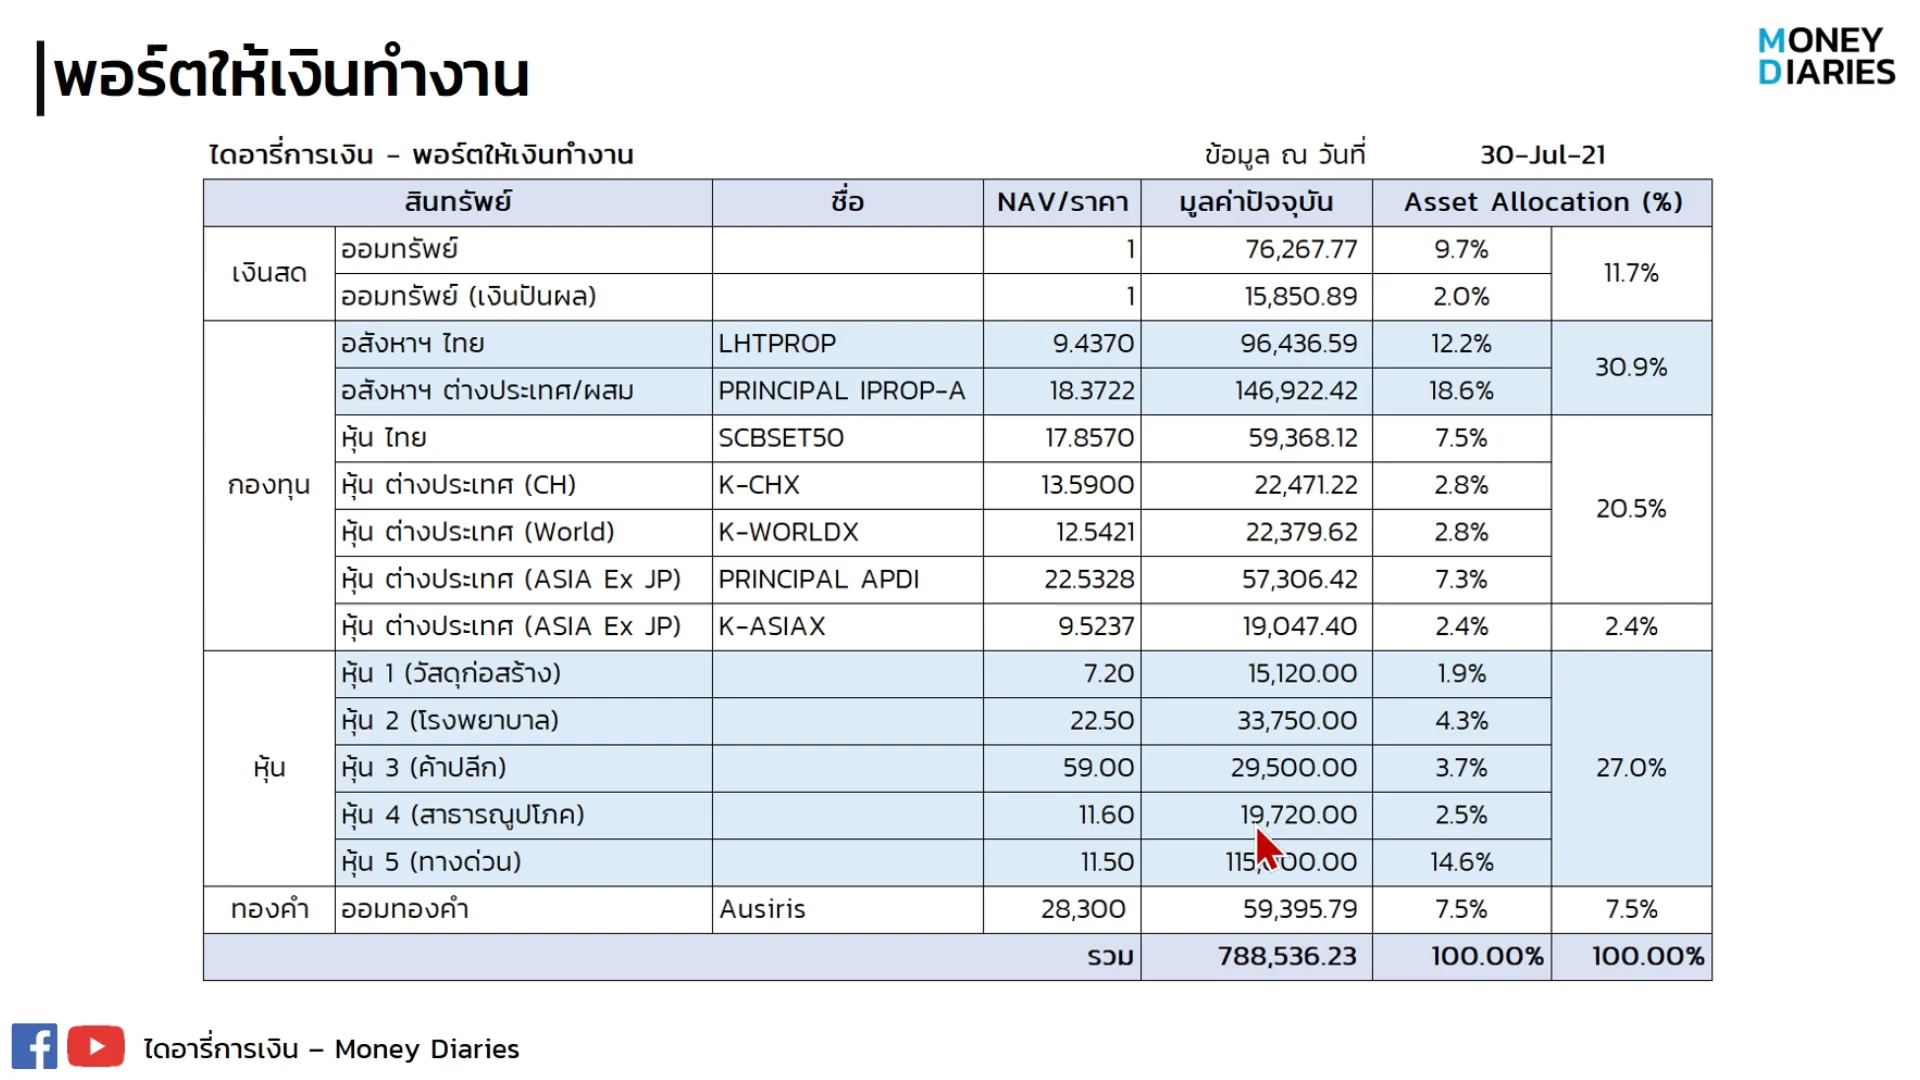 พอร์ตให้เงินทำงาน
MONEY
DIARIES
ไดอารี่การเงิน - พอร์ตให้เงินทำงาน ข้อมูล ณ วันที่ 30-Jul-21
สินทรัพย์ ชื่อ NAV/ราคา มูลค่าปัจจุบัน Asset Allocation (%)
เงินสด ออมทรัพย์ 1 76,267.77 9.7% 11.7%
ออมทรัพย์ (เงินปันผล) 1 15,850.89 2.0%
กองทุน อสังหาฯ ไทย LHTPROP 9.4370 96,436.59 12.2% 30.9%
อสังหาฯ ต่างประเทศ/ผสม PRINCIPAL IPROP-A 18.3722 146,922.42 18.6%
หุ้น ไทย SCBSET50 17.8570 59,368.12 7.5% 20.5%
หุ้น ต่างประเทศ (CH) K-CHX 13.5900 22,471.22 2.8%
หุ้น ต่างประเทศ (World) K-WORLDX 12.5421 22,379.62 2.8%
หุ้น ต่างประเทศ (ASIA Ex JP) PRINCIPAL APDI 22.5328 57,306.42 7.3%
หุ้น ต่างประเทศ (ASIA Ex JP) K-ASIAX 9.5237 19,047.40 2.4% 2.4%
หุ้น หุ้น 1 (วัสดุก่อสร้าง) 7.20 15,120.00 1.9% 27.0%
หุ้น 2 (โรงพยาบาล) 22.50 33,750.00 4.3%
หุ้น 3 (ค้าปลีก) 59.00 29,500.00 3.7%
หุ้น 4 (สาธารณูปโภค) 11.60 19,720.00 2.5%
หุ้น 5 (ทางด่วน) 11.50 115,000.00 14.6%
ทองคำ ออมทองคำ Ausiris 28,300 59,395.79 7.5% 7.5%
รวม 788,536.23 100.00% 100.00%
ไดอารี่การเงิน – Money Diaries